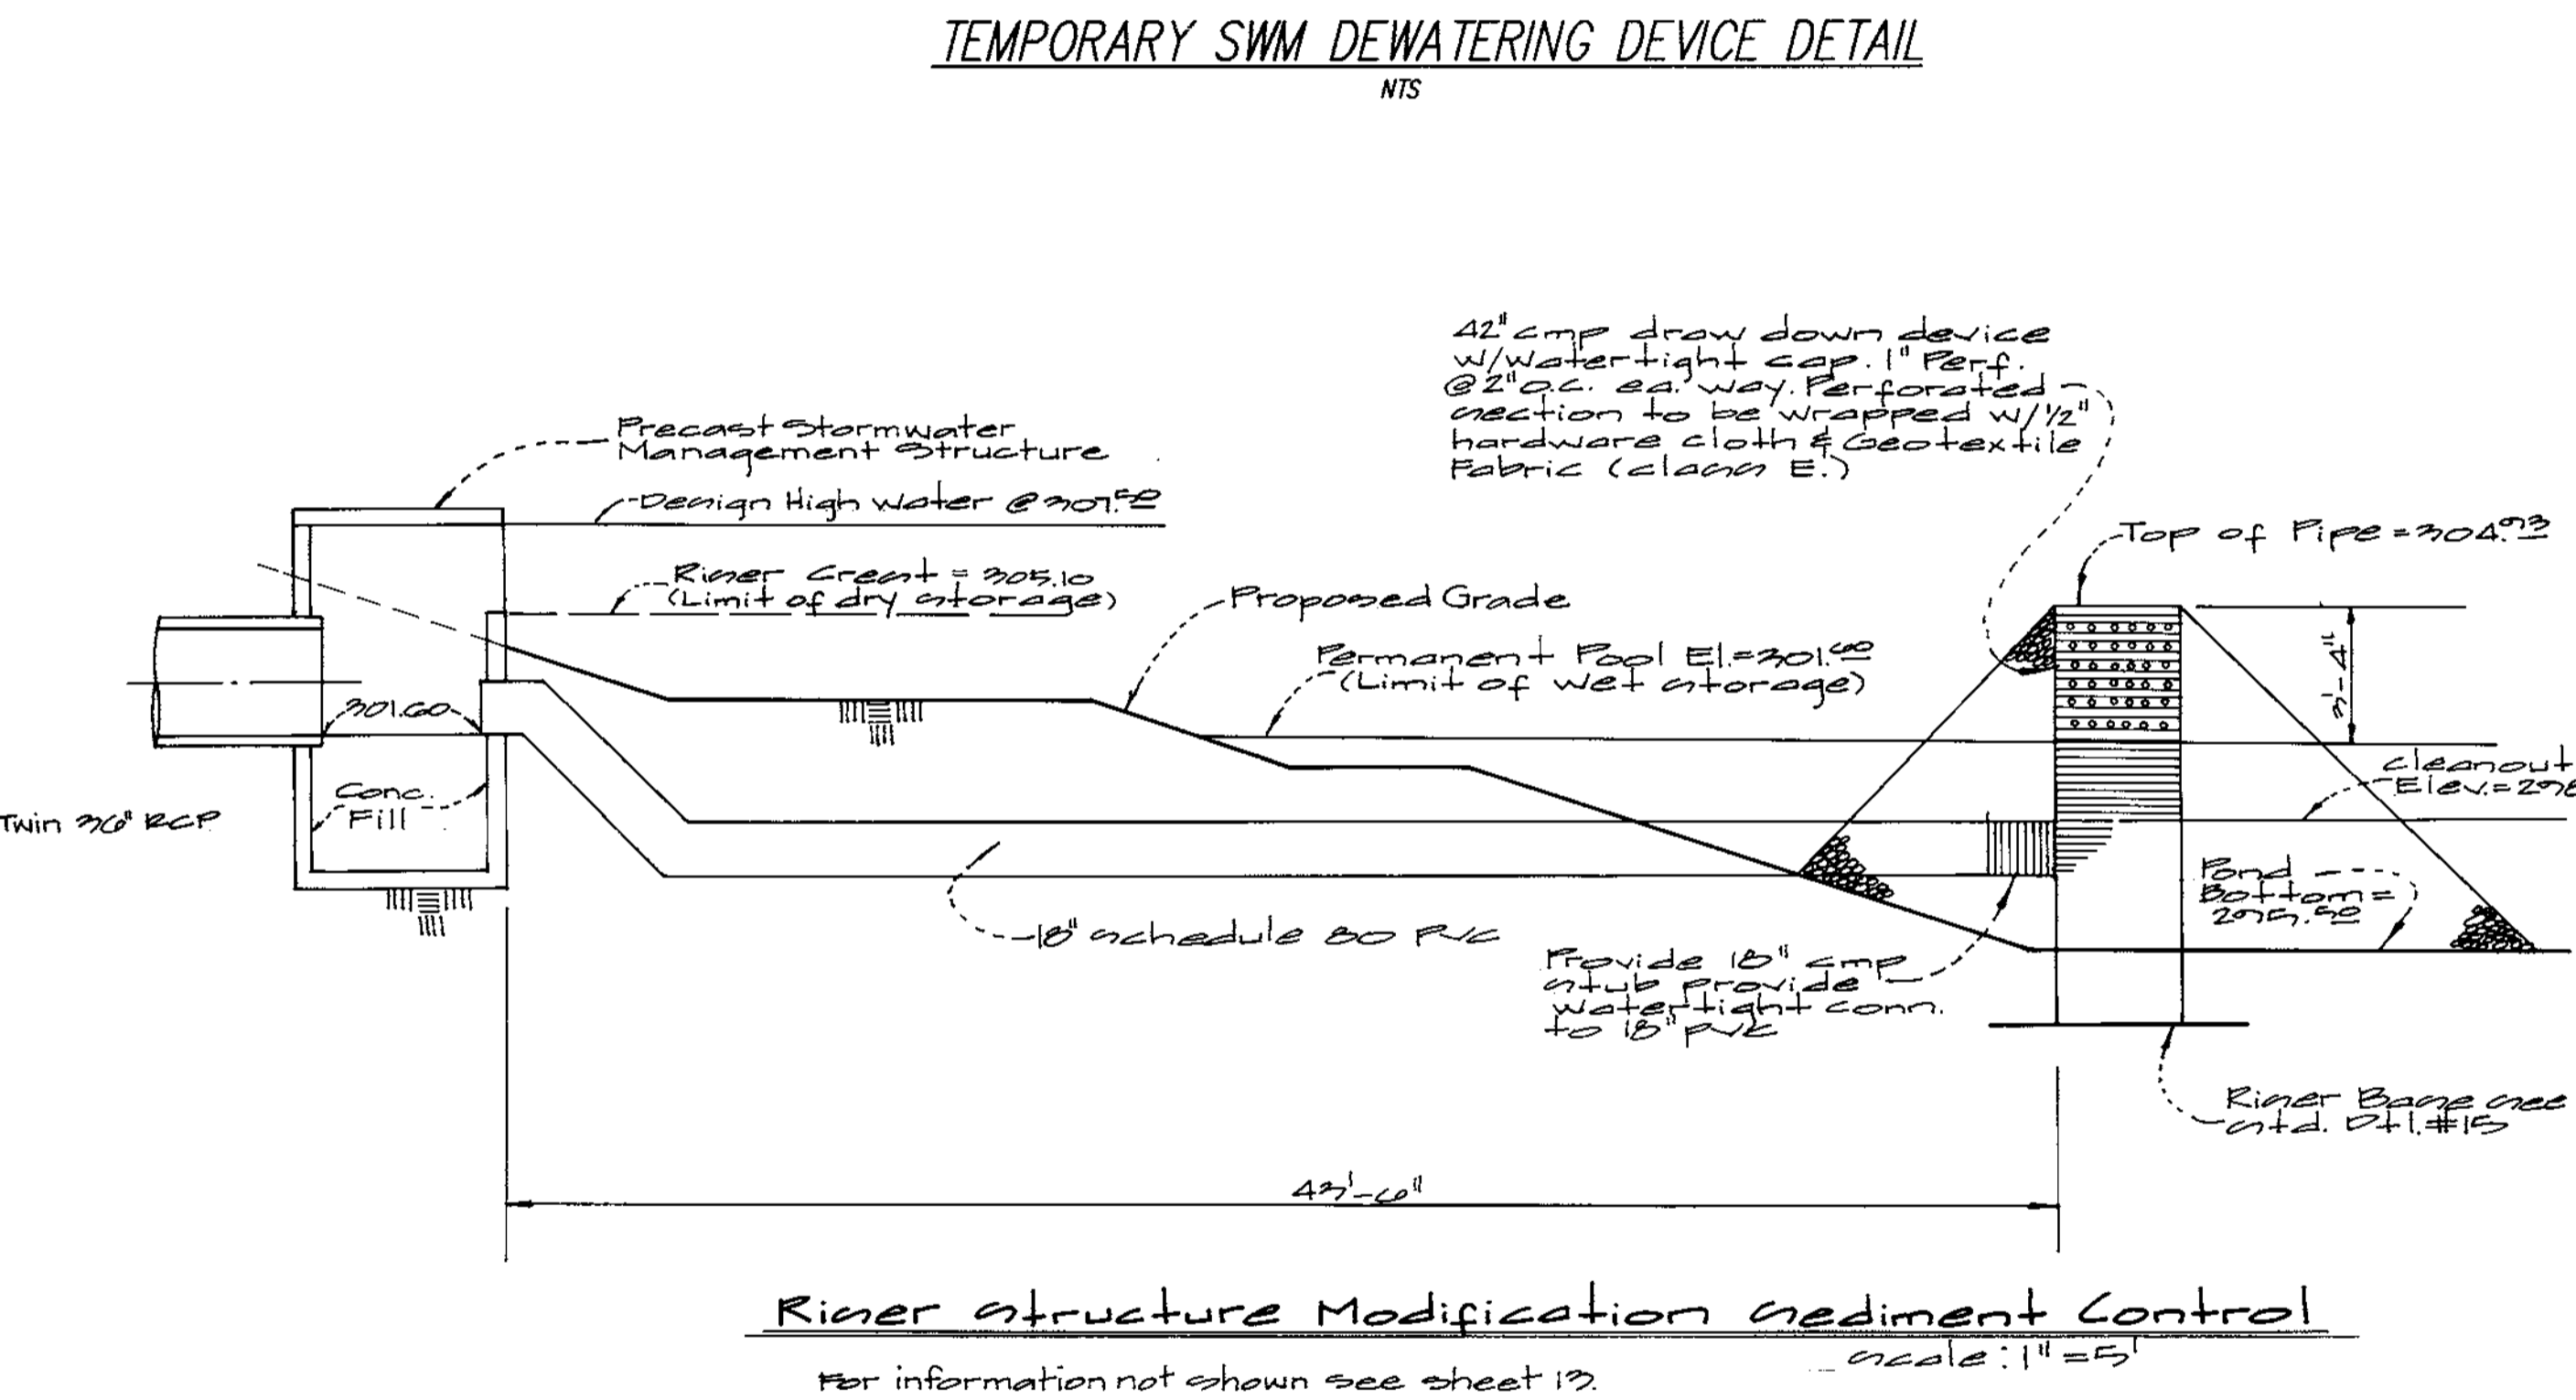 TEMPORARY SWM DEWATERING DEVICE DETAIL
NTS
42" cmp draw down device
w/watertight cap. 1" Perf.
@2" o.c. ea. way. Perforated
section to be wrapped w/ 1/2"
hardware cloth & Geotextile
Fabric (class E.)
Precast Stormwater
Management Structure
Design High Water @ 307.50
Top of Pipe = 304.93
Riser Crest = 305.10
(Limit of dry storage)
Proposed Grade
Permanent Pool El.=301.60
(Limit of wet storage)
3'-4"
301.60
Cleanout
Elev.=298
Conc.
Fill
Twin 36" RCP
Pond
Bottom=
295.50
18" schedule 80 PVC
Provide 18" cmp
stub provide
watertight conn.
to 18" pvc
Riser Base see
std. Dtl. #15
43'-6"
Riser Structure Modification Sediment Control
scale: 1" = 5'
For information not shown see sheet 13.